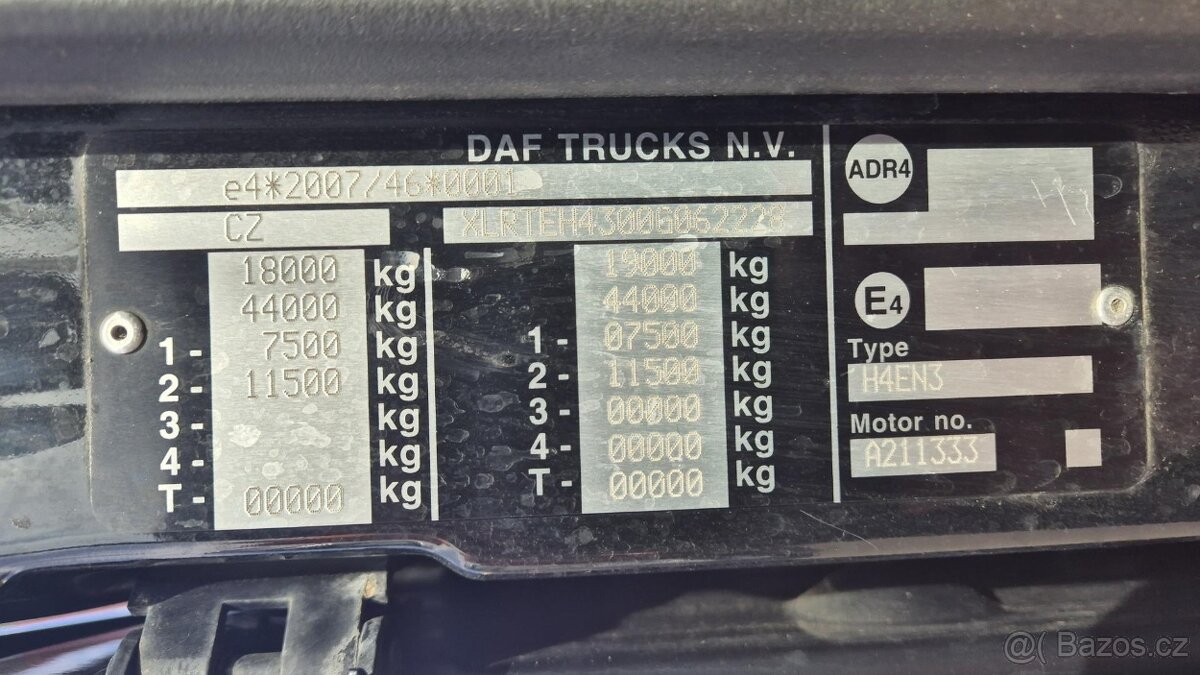 DAF TRUCKS N.V.
e4*2007/46*0001
CZ
XLRTEH4300G062228
18000 kg
44000 kg
1- 7500 kg
2- 11500 kg
3- kg
4- kg
T- 00000 kg
19000 kg
44000 kg
1- 07500 kg
2- 11500 kg
3- 00000 kg
4- 00000 kg
T- 00000 kg
ADR4
E4
Type
H4EN3
Motor no.
A211333
@( Bazos.cz